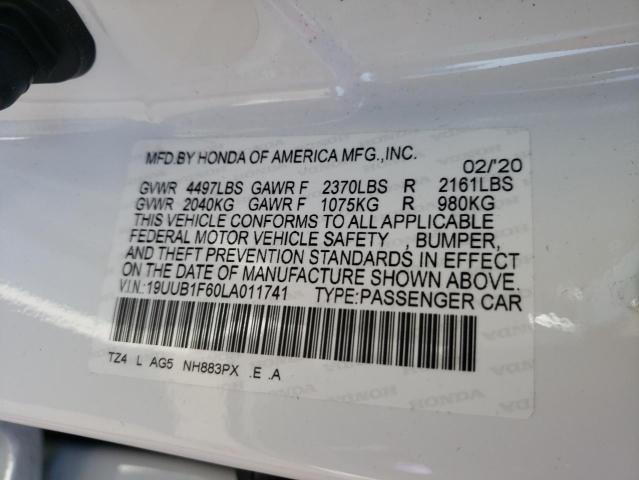 MFD.BY HONDA OF AMERICA MFG.,INC. 02/'20
GVWR 4497LBS GAWR F 2370LBS R 2161LBS
GVWR 2040KG GAWR F 1075KG R 980KG
THIS VEHICLE CONFORMS TO ALL APPLICABLE
FEDERAL MOTOR VEHICLE SAFETY , BUMPER,
AND THEFT PREVENTION STANDARDS IN EFFECT
ON THE DATE OF MANUFACTURE SHOWN ABOVE.
V.I.N.:19UUB1F60LA011741 TYPE:PASSENGER CAR
TZ4 L AG5 NH883PX .E .A